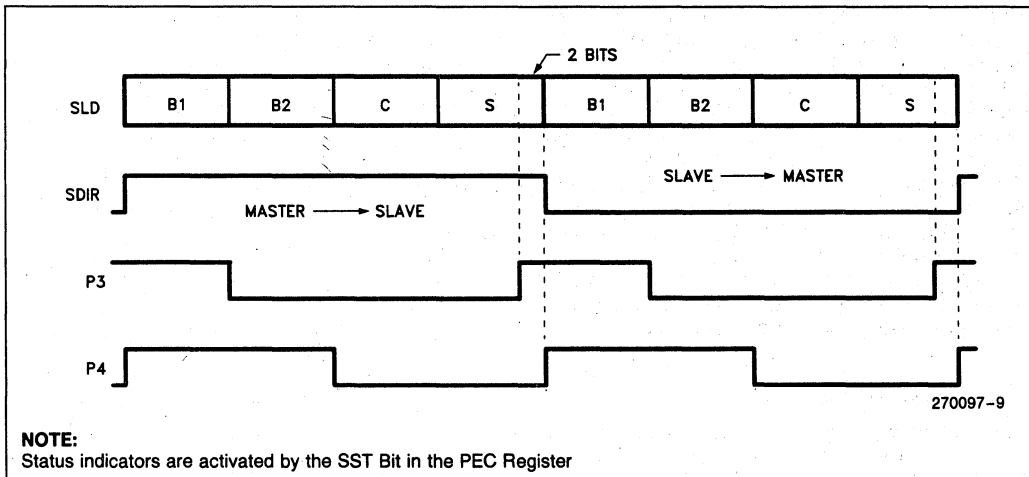 2 BITS
SLD B1 B2 C S B1 B2 C S
SLAVE → MASTER
SDIR
MASTER → SLAVE
P3
P4
270097-9
NOTE:
Status indicators are activated by the SST Bit in the PEC Register